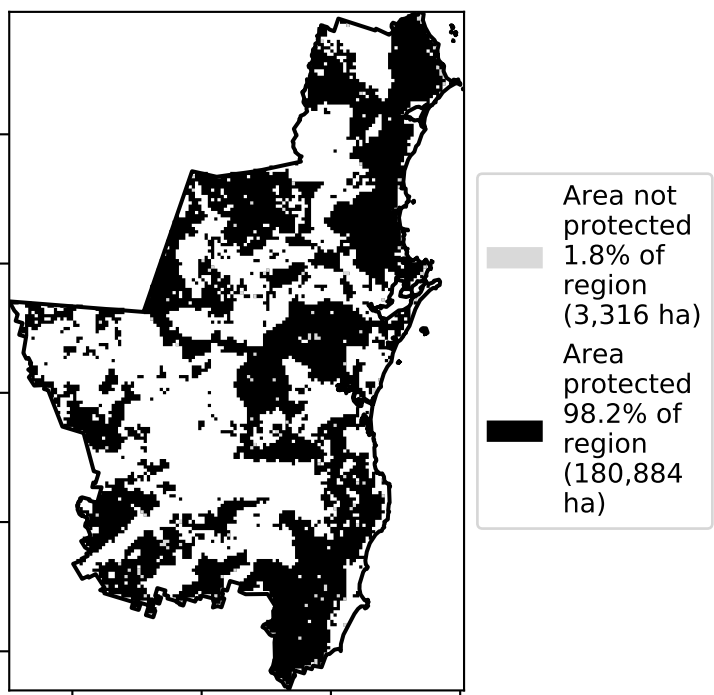 Area not
protected
1.8% of
region
(3,316 ha)
Area
protected
98.2% of
region
(180,884
ha)